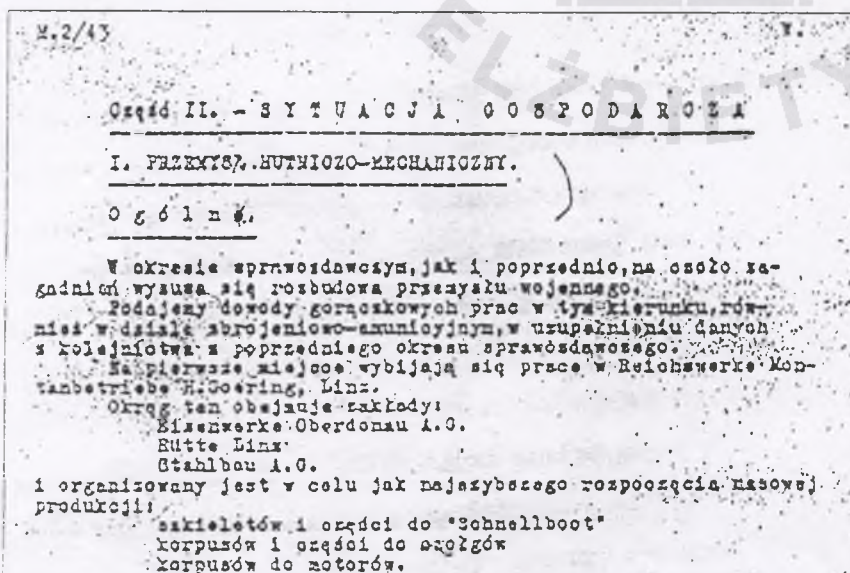 M.2/43
Część II. - S Y T U A C J A G O S P O D A R C Z A
I. PRZEMYSŁ HUTNICZO-MECHANICZNY.
O g ó l n e.
W okresie sprawozdawczym, jak i poprzednio, na czoło za-
gadnień wysuwa się rozbudowa przemysłu wojennego.
Podajemy dowody gorączkowych prac w tym kierunku, rów-
nież w dziale zbrojeniowo-amunicyjnym, w uzupełnieniu danych
z kolejnictwa z poprzedniego okresu sprawozdawczego.
Na pierwsze miejsce wybijają się prace w Reichswerke Mon-
tanbetriebe H.Goering, Linz.
Okręg ten obejmuje zakłady:
Eisenwerke Oberdonau A.G.
Hütte Linz
Stahlbau A.G.
i organizowany jest w celu jak najszybszego rozpoczęcia masowej
produkcji:
szkieletów i części do "Schnellboot"
korpusów i części do czołgów
korpusów do motorów.
ELŻBIETY